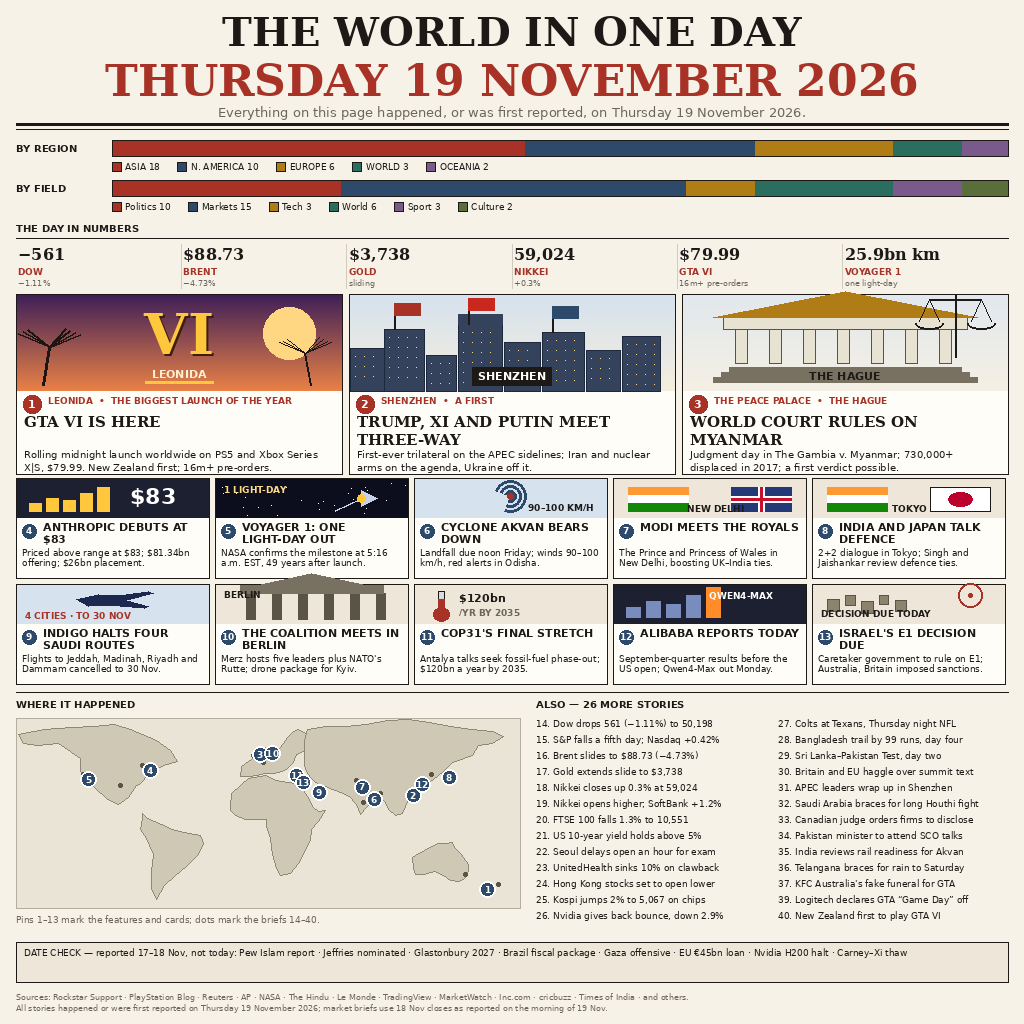 THE WORLD IN ONE DAY
THURSDAY 19 NOVEMBER 2026
Everything on this page happened, or was first reported, on Thursday 19 November 2026.
BY REGION
ASIA 18 N. AMERICA 10 EUROPE 6 WORLD 3 OCEANIA 2
BY FIELD
Politics 10 Markets 15 Tech 3 World 6 Sport 3 Culture 2
THE DAY IN NUMBERS
−561
DOW
−1.11%
$88.73
BRENT
−4.73%
$3,738
GOLD
sliding
59,024
NIKKEI
+0.3%
$79.99
GTA VI
16m+ pre-orders
25.9bn km
VOYAGER 1
one light-day
VI
LEONIDA
1 LEONIDA • THE BIGGEST LAUNCH OF THE YEAR
GTA VI IS HERE
Rolling midnight launch worldwide on PS5 and Xbox Series
X|S, $79.99. New Zealand first; 16m+ pre-orders.
SHENZHEN
2 SHENZHEN • A FIRST
TRUMP, XI AND PUTIN MEET
THREE-WAY
First-ever trilateral on the APEC sidelines; Iran and nuclear
arms on the agenda, Ukraine off it.
THE HAGUE
3 THE PEACE PALACE • THE HAGUE
WORLD COURT RULES ON
MYANMAR
Judgment day in The Gambia v. Myanmar; 730,000+
displaced in 2017; a first verdict possible.
$83
4 ANTHROPIC DEBUTS AT
$83
Priced above range at $83; $81.34bn
offering; $26bn placement.
1 LIGHT-DAY
5 VOYAGER 1: ONE
LIGHT-DAY OUT
NASA confirms the milestone at 5:16
a.m. EST, 49 years after launch.
90–100 KM/H
6 CYCLONE AKVAN BEARS
DOWN
Landfall due noon Friday; winds 90–100
km/h, red alerts in Odisha.
NEW DELHI
7 MODI MEETS THE ROYALS
The Prince and Princess of Wales in
New Delhi, boosting UK–India ties.
TOKYO
8 INDIA AND JAPAN TALK
DEFENCE
2+2 dialogue in Tokyo; Singh and
Jaishankar review defence ties.
4 CITIES · TO 30 NOV
9 INDIGO HALTS FOUR
SAUDI ROUTES
Flights to Jeddah, Madinah, Riyadh and
Dammam cancelled to 30 Nov.
BERLIN
10 THE COALITION MEETS IN
BERLIN
Merz hosts five leaders plus NATO's
Rutte; drone package for Kyiv.
$120bn
/YR BY 2035
11 COP31'S FINAL STRETCH
Antalya talks seek fossil-fuel phase-out;
$120bn a year by 2035.
QWEN4-MAX
12 ALIBABA REPORTS TODAY
September-quarter results before the
US open; Qwen4-Max out Monday.
DECISION DUE TODAY
13 ISRAEL'S E1 DECISION
DUE
Caretaker government to rule on E1;
Australia, Britain imposed sanctions.
WHERE IT HAPPENED
5 4 3 10 13 9 7 6 2 12 8 1
Pins 1–13 mark the features and cards; dots mark the briefs 14–40.
ALSO — 26 MORE STORIES
14. Dow drops 561 (−1.11%) to 50,198
15. S&P falls a fifth day; Nasdaq +0.42%
16. Brent slides to $88.73 (−4.73%)
17. Gold extends slide to $3,738
18. Nikkei closes up 0.3% at 59,024
19. Nikkei opens higher; SoftBank +1.2%
20. FTSE 100 falls 1.3% to 10,551
21. US 10-year yield holds above 5%
22. Seoul delays open an hour for exam
23. UnitedHealth sinks 10% on clawback
24. Hong Kong stocks set to open lower
25. Kospi jumps 2% to 5,067 on chips
26. Nvidia gives back bounce, down 2.9%
27. Colts at Texans, Thursday night NFL
28. Bangladesh trail by 99 runs, day four
29. Sri Lanka–Pakistan Test, day two
30. Britain and EU haggle over summit text
31. APEC leaders wrap up in Shenzhen
32. Saudi Arabia braces for long Houthi fight
33. Canadian judge orders firms to disclose
34. Pakistan minister to attend SCO talks
35. India reviews rail readiness for Akvan
36. Telangana braces for rain to Saturday
37. KFC Australia's fake funeral for GTA
39. Logitech declares GTA “Game Day” off
40. New Zealand first to play GTA VI
DATE CHECK — reported 17–18 Nov, not today: Pew Islam report · Jeffries nominated · Glastonbury 2027 · Brazil fiscal package · Gaza offensive · EU €45bn loan · Nvidia H200 halt · Carney–Xi thaw
Sources: Rockstar Support · PlayStation Blog · Reuters · AP · NASA · The Hindu · Le Monde · TradingView · MarketWatch · Inc.com · cricbuzz · Times of India · and others.
All stories happened or were first reported on Thursday 19 November 2026; market briefs use 18 Nov closes as reported on the morning of 19 Nov.